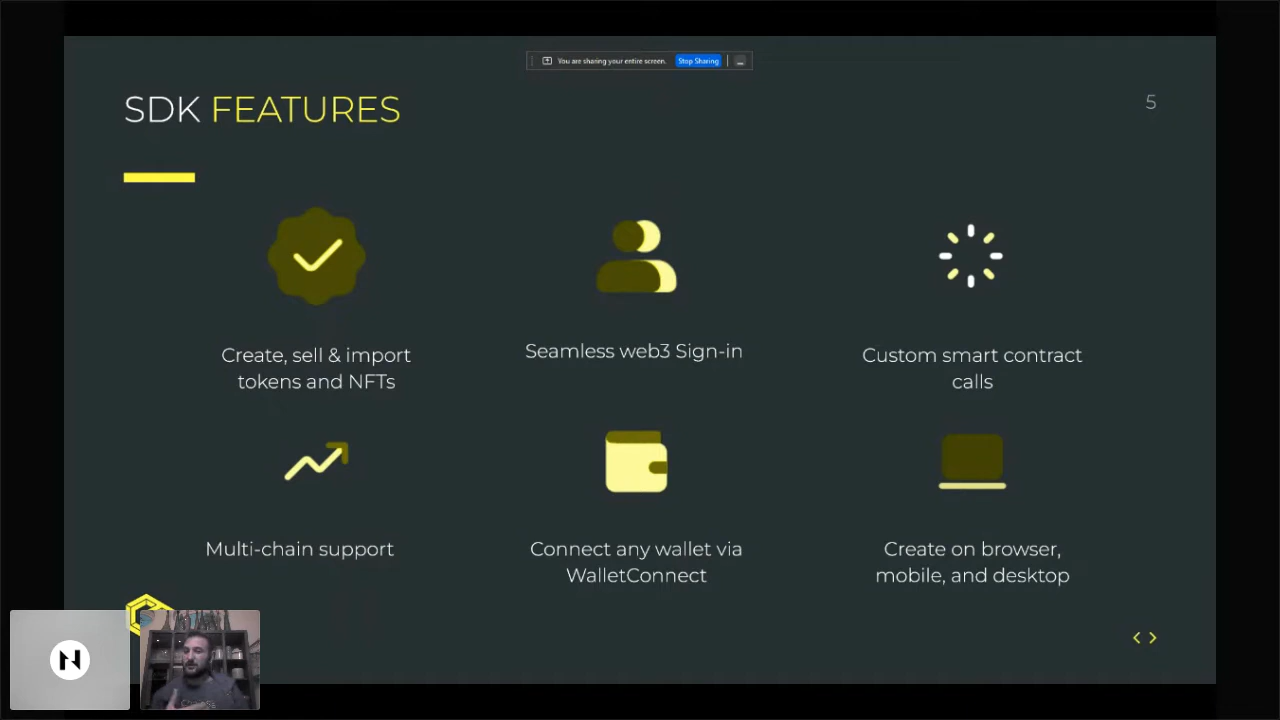 You are sharing your entire screen.
Stop Sharing
SDK FEATURES
5
Create, sell & import
tokens and NFTs
Seamless web3 Sign-in
Custom smart contract
calls
Multi-chain support
Connect any wallet via
WalletConnect
Create on browser,
mobile, and desktop
N